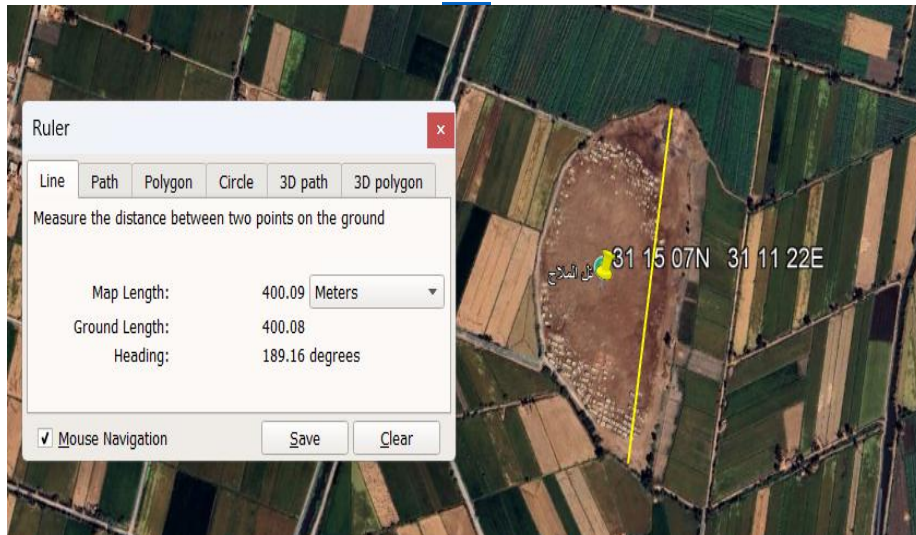 Ruler
x
Line Path Polygon Circle 3D path 3D polygon
Measure the distance between two points on the ground
Map Length: 400.09 Meters
Ground Length: 400.08
Heading: 189.16 degrees
Mouse Navigation Save Clear
31 15 07N 31 11 22E
تل الملاح